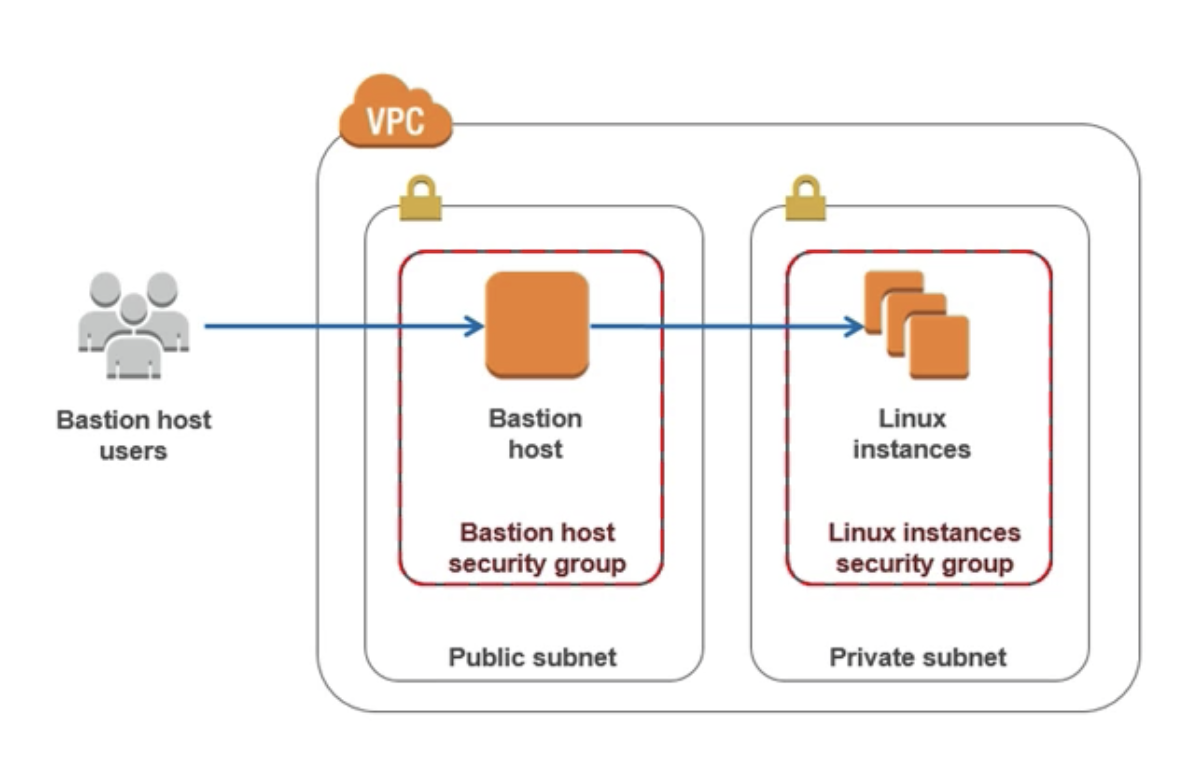 VPC
Bastion host
users
Bastion
host
Bastion host
security group
Public subnet
Linux
instances
Linux instances
security group
Private subnet